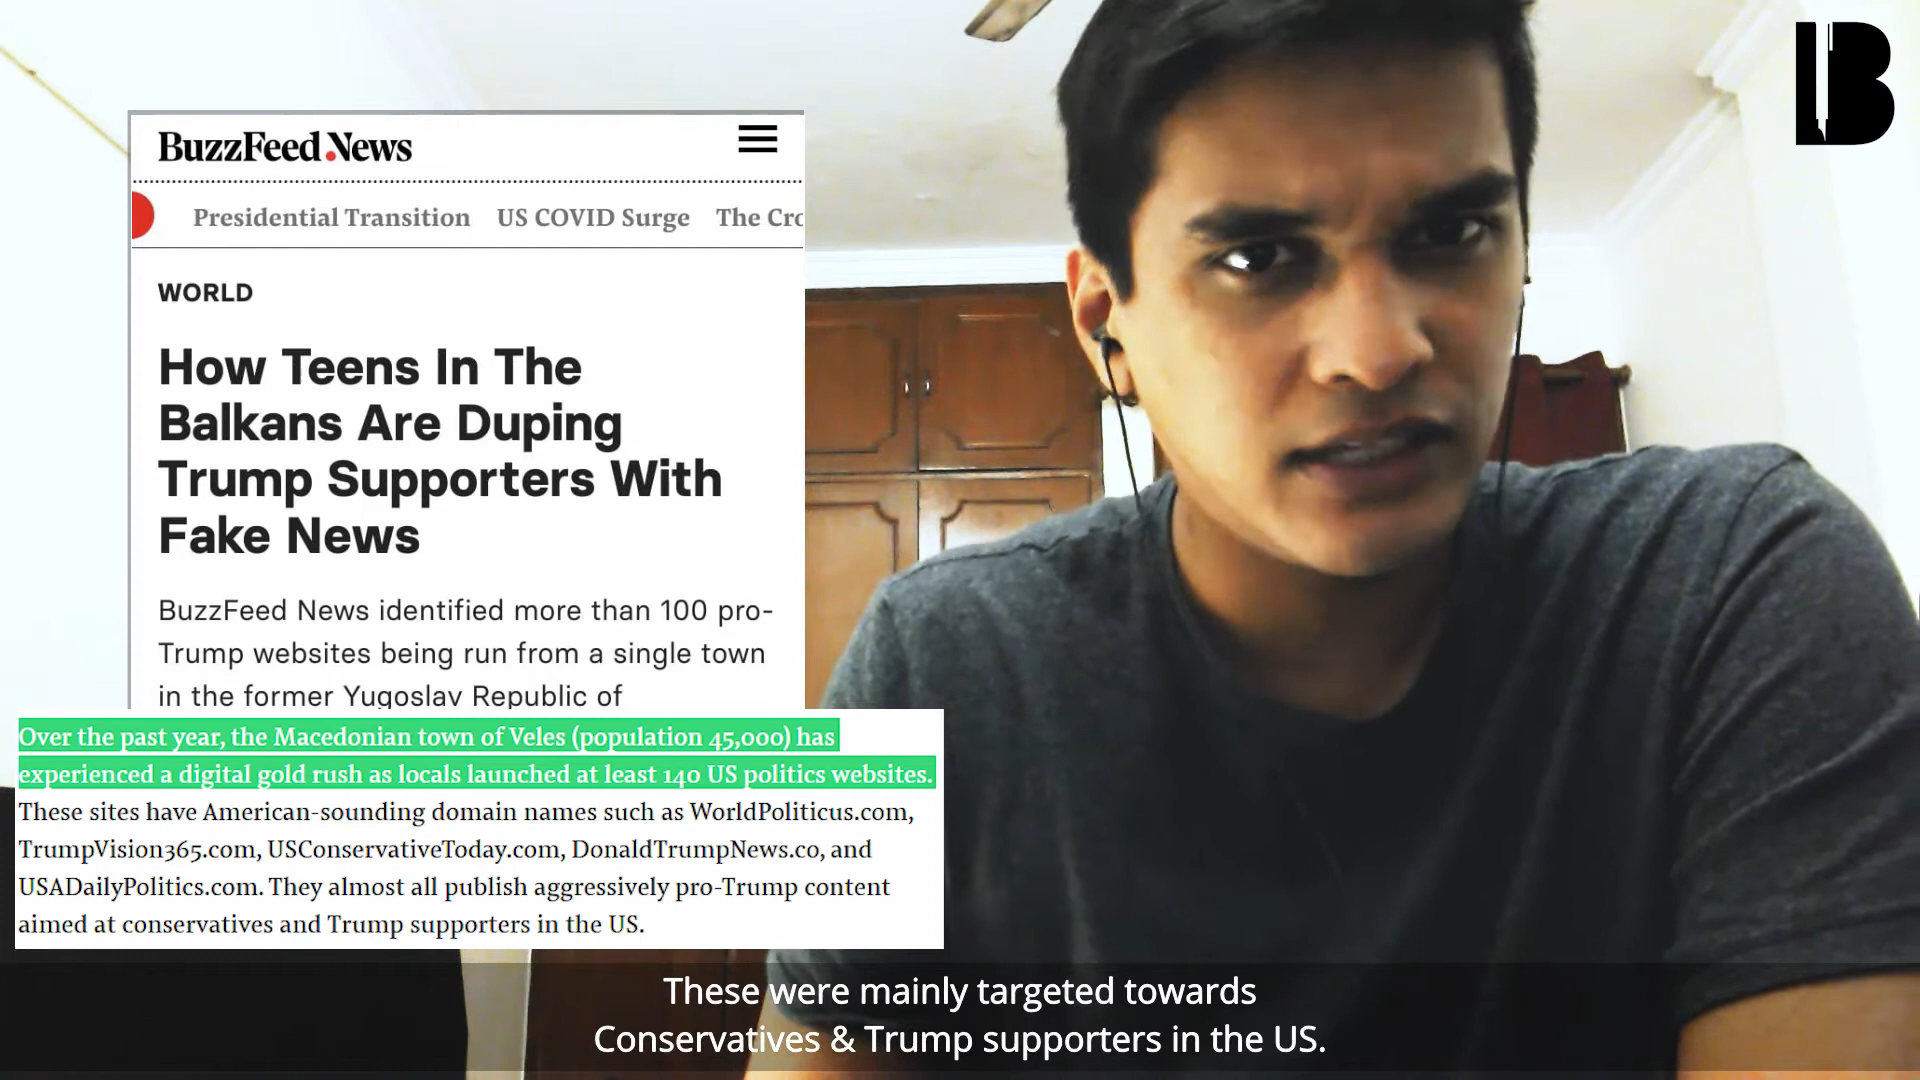 BuzzFeed News
Presidential Transition US COVID Surge The Cro
WORLD
How Teens In The
Balkans Are Duping
Trump Supporters With
Fake News
BuzzFeed News identified more than 100 pro-
Trump websites being run from a single town
in the former Yugoslav Republic of
Over the past year, the Macedonian town of Veles (population 45,000) has
experienced a digital gold rush as locals launched at least 140 US politics websites.
These sites have American-sounding domain names such as WorldPoliticus.com,
TrumpVision365.com, USConservativeToday.com, DonaldTrumpNews.co, and
USADailyPolitics.com. They almost all publish aggressively pro-Trump content
aimed at conservatives and Trump supporters in the US.
These were mainly targeted towards
Conservatives & Trump supporters in the US.
B